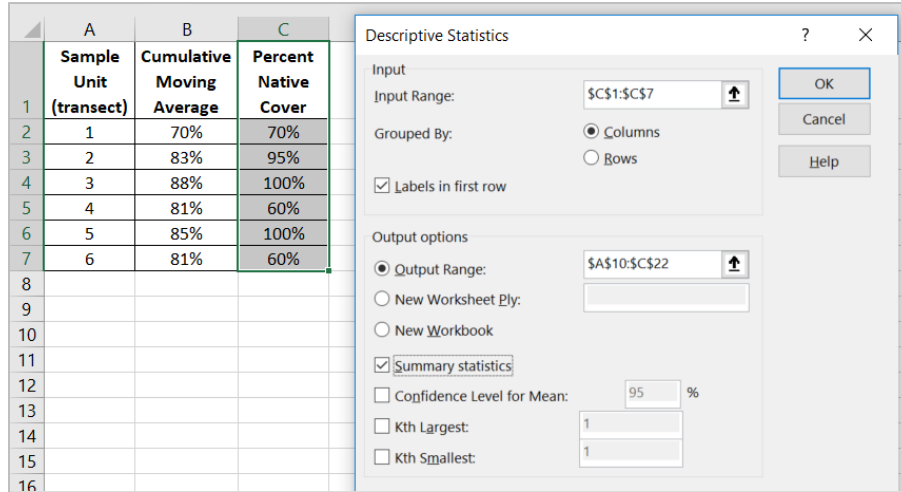 A B C
Sample Unit (transect) Cumulative Moving Average Percent Native Cover
1
2 1 70% 70%
3 2 83% 95%
4 3 88% 100%
5 4 81% 60%
6 5 85% 100%
7 6 81% 60%
8
9
10
11
12
13
14
15
16
Descriptive Statistics ? X
Input
Input Range: $C$1:$C$7
Grouped By: Columns
Rows
Labels in first row
Output options
Output Range: $A$10:$C$22
New Worksheet Ply:
New Workbook
Summary statistics
Confidence Level for Mean: 95 %
Kth Largest: 1
Kth Smallest: 1
OK
Cancel
Help